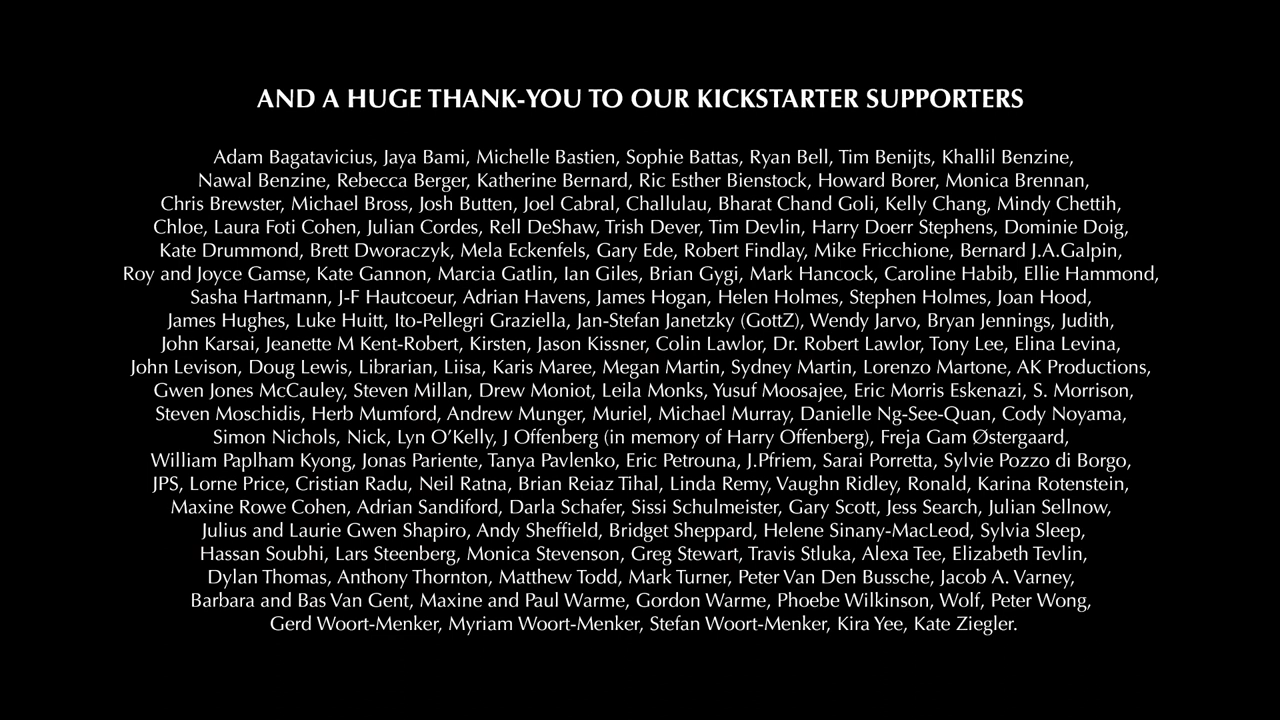 AND A HUGE THANK-YOU TO OUR KICKSTARTER SUPPORTERS
Adam Bagatavicius, Jaya Bami, Michelle Bastien, Sophie Battas, Ryan Bell, Tim Benijts, Khallil Benzine,
Nawal Benzine, Rebecca Berger, Katherine Bernard, Ric Esther Bienstock, Howard Borer, Monica Brennan,
Chris Brewster, Michael Bross, Josh Butten, Joel Cabral, Challulau, Bharat Chand Goli, Kelly Chang, Mindy Chettih,
Chloe, Laura Foti Cohen, Julian Cordes, Rell DeShaw, Trish Dever, Tim Devlin, Harry Doerr Stephens, Dominie Doig,
Kate Drummond, Brett Dworaczyk, Mela Eckenfels, Gary Ede, Robert Findlay, Mike Fricchione, Bernard J.A.Galpin,
Roy and Joyce Gamse, Kate Gannon, Marcia Gatlin, Ian Giles, Brian Gygi, Mark Hancock, Caroline Habib, Ellie Hammond,
Sasha Hartmann, J-F Hautcoeur, Adrian Havens, James Hogan, Helen Holmes, Stephen Holmes, Joan Hood,
James Hughes, Luke Huitt, Ito-Pellegri Graziella, Jan-Stefan Janetzky (GottZ), Wendy Jarvo, Bryan Jennings, Judith,
John Karsai, Jeanette M Kent-Robert, Kirsten, Jason Kissner, Colin Lawlor, Dr. Robert Lawlor, Tony Lee, Elina Levina,
John Levison, Doug Lewis, Librarian, Liisa, Karis Maree, Megan Martin, Sydney Martin, Lorenzo Martone, AK Productions,
Gwen Jones McCauley, Steven Millan, Drew Moniot, Leila Monks, Yusuf Moosajee, Eric Morris Eskenazi, S. Morrison,
Steven Moschidis, Herb Mumford, Andrew Munger, Muriel, Michael Murray, Danielle Ng-See-Quan, Cody Noyama,
Simon Nichols, Nick, Lyn O'Kelly, J Offenberg (in memory of Harry Offenberg), Freja Gam Østergaard,
William Paplham Kyong, Jonas Pariente, Tanya Pavlenko, Eric Petrouna, J.Pfriem, Sarai Porretta, Sylvie Pozzo di Borgo,
JPS, Lorne Price, Cristian Radu, Neil Ratna, Brian Reiaz Tihal, Linda Remy, Vaughn Ridley, Ronald, Karina Rotenstein,
Maxine Rowe Cohen, Adrian Sandiford, Darla Schafer, Sissi Schulmeister, Gary Scott, Jess Search, Julian Sellnow,
Julius and Laurie Gwen Shapiro, Andy Sheffield, Bridget Sheppard, Helene Sinany-MacLeod, Sylvia Sleep,
Hassan Soubhi, Lars Steenberg, Monica Stevenson, Greg Stewart, Travis Stluka, Alexa Tee, Elizabeth Tevlin,
Dylan Thomas, Anthony Thornton, Matthew Todd, Mark Turner, Peter Van Den Bussche, Jacob A. Varney,
Barbara and Bas Van Gent, Maxine and Paul Warme, Gordon Warme, Phoebe Wilkinson, Wolf, Peter Wong,
Gerd Woort-Menker, Myriam Woort-Menker, Stefan Woort-Menker, Kira Yee, Kate Ziegler.